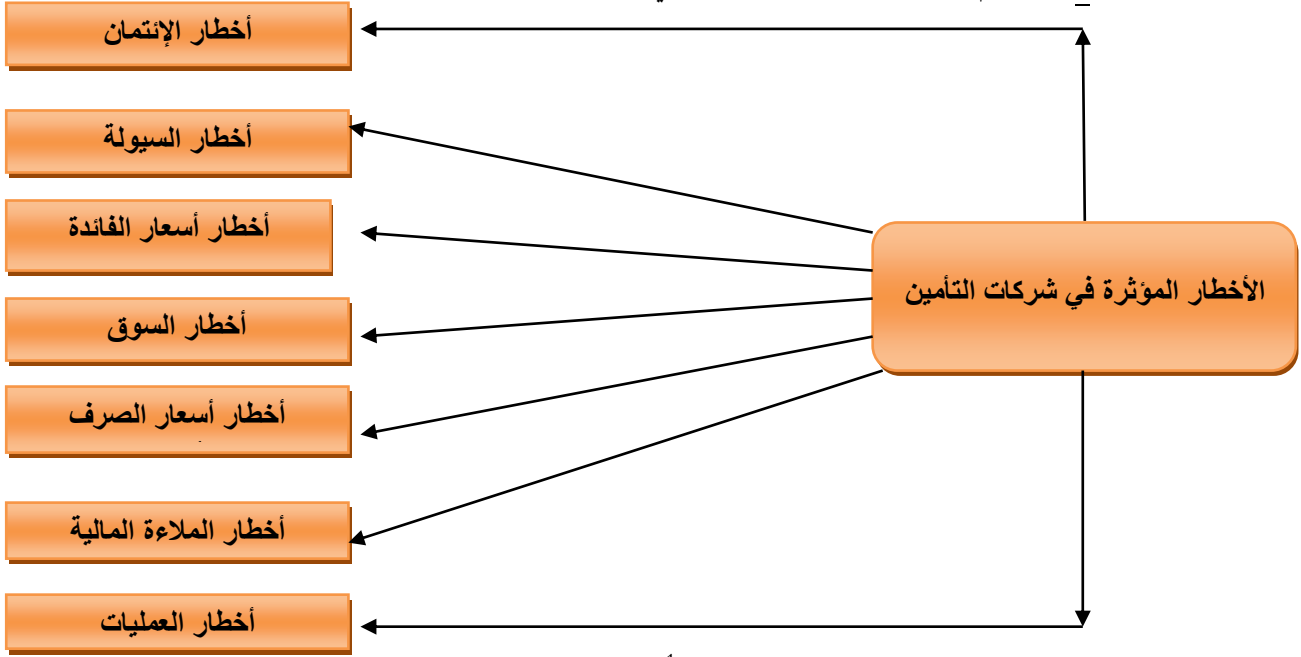 أخطار الإئتمان
أخطار السيولة
أخطار أسعار الفائدة
الأخطار المؤثرة في شركات التأمين
أخطار السوق
أخطار أسعار الصرف
أخطار الملاءة المالية
أخطار العمليات